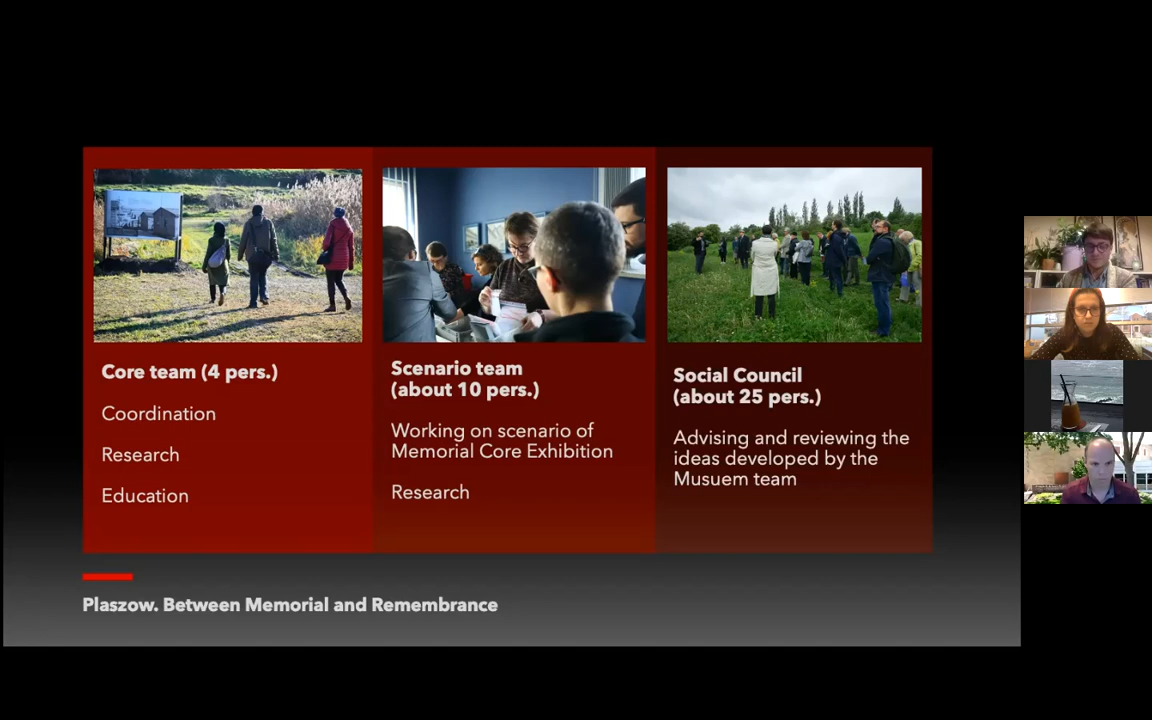 Core team (4 pers.)
Coordination
Research
Education
Scenario team
(about 10 pers.)
Working on scenario of
Memorial Core Exhibition
Research
Social Council
(about 25 pers.)
Advising and reviewing the
ideas developed by the
Musuem team
Plaszow. Between Memorial and Remembrance